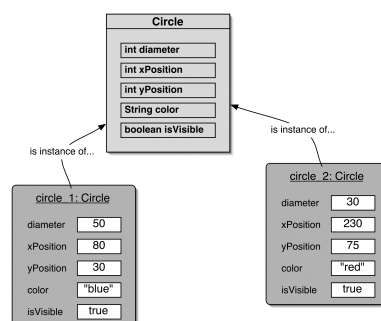 Circle
int diameter
int xPosition
int yPosition
String color
boolean isVisible
is instance of...
is instance of...
circle_1: Circle
diameter 50
xPosition 80
yPosition 30
color "blue"
isVisible true
circle_2: Circle
diameter 30
xPosition 230
yPosition 75
color "red"
isVisible true